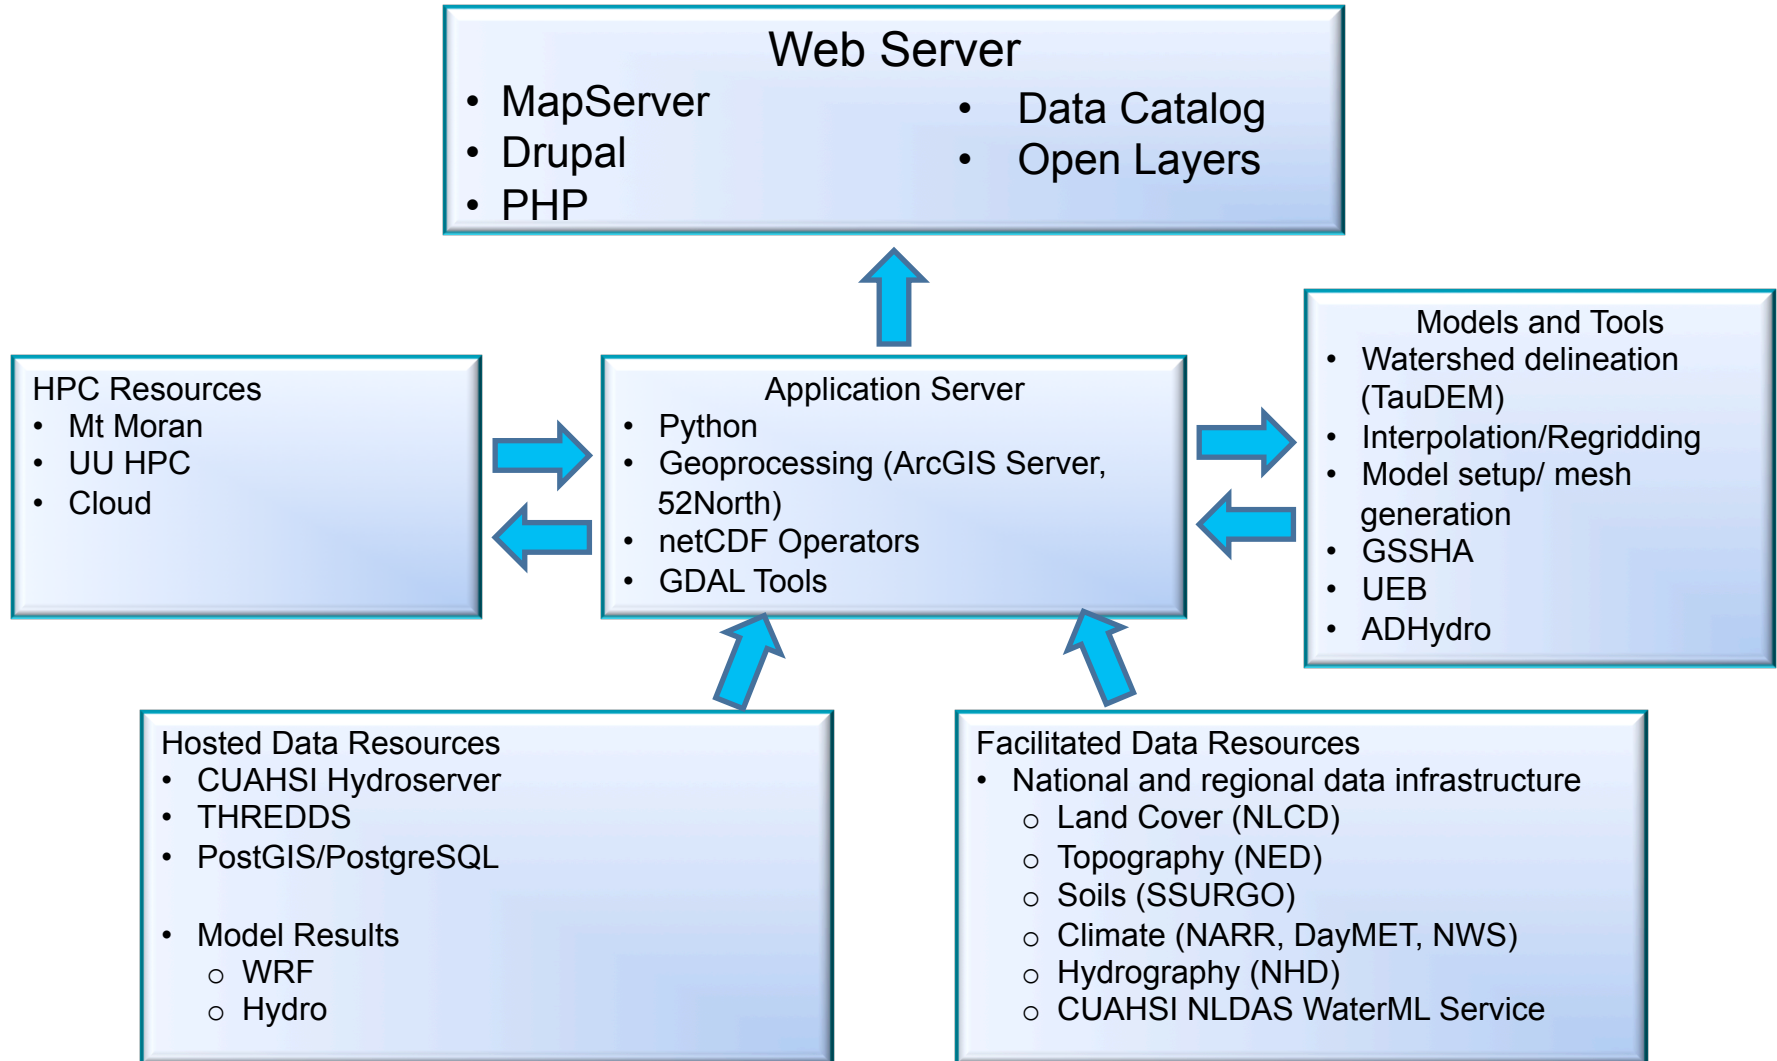 Web Server
• MapServer
• Drupal
• PHP
• Data Catalog
• Open Layers
HPC Resources
• Mt Moran
• UU HPC
• Cloud
Application Server
• Python
• Geoprocessing (ArcGIS Server,
52North)
• netCDF Operators
• GDAL Tools
Models and Tools
• Watershed delineation
(TauDEM)
• Interpolation/Regridding
• Model setup/ mesh
generation
• GSSHA
• UEB
• ADHydro
Hosted Data Resources
• CUAHSI Hydroserver
• THREDDS
• PostGIS/PostgreSQL
• Model Results
o WRF
o Hydro
Facilitated Data Resources
• National and regional data infrastructure
o Land Cover (NLCD)
o Topography (NED)
o Soils (SSURGO)
o Climate (NARR, DayMET, NWS)
o Hydrography (NHD)
o CUAHSI NLDAS WaterML Service